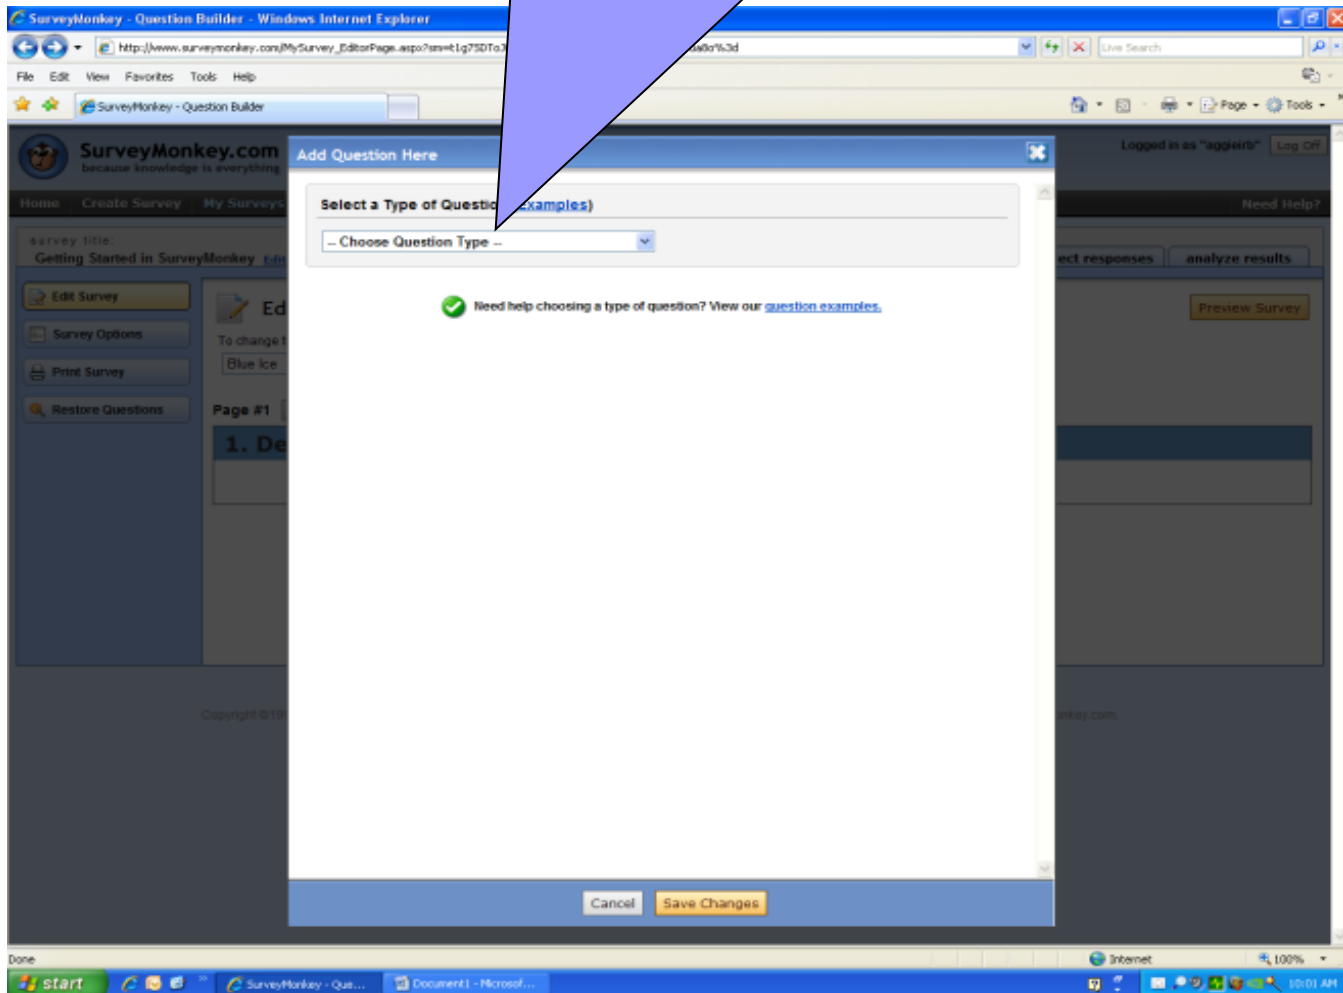 SurveyMonkey - Question Builder - Windows Internet Explorer
Live Search
File Edit View Favorites Tools Help
SurveyMonkey - Question Builder
Page Tools
SurveyMonkey.com
because knowledge is everything
Logged in as "aggieirb" Log Off
Home Create Survey My Surveys Need Help?
Add Question Here
Select a Type of Questio Examples)
-- Choose Question Type --
Need help choosing a type of question? View our question examples.
survey title:
Getting Started in SurveyMonkey
ect responses analyze results
Edit Survey
Survey Options
Print Survey
Restore Questions
Ed
Preview Survey
To change t
Blue Ice
Page #1
1. De
Copyright ©19
nkey.com.
Cancel Save Changes
Done Internet 100%
start SurveyMonkey - Que... Document1 - Microsof... 10:01 AM